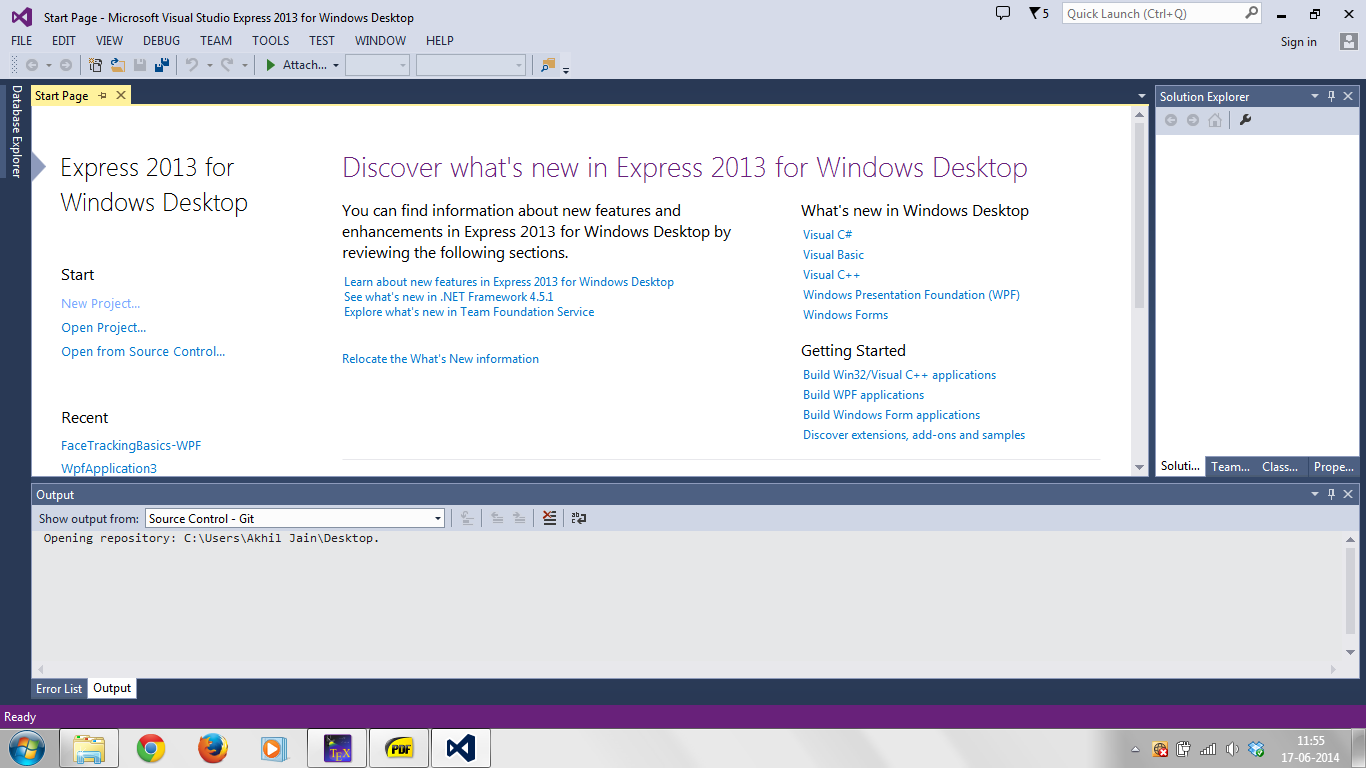 Start Page - Microsoft Visual Studio Express 2013 for Windows Desktop
5
Quick Launch (Ctrl+Q)
FILE EDIT VIEW DEBUG TEAM TOOLS TEST WINDOW HELP
Sign in
Attach...
Database Explorer
Start Page
Express 2013 for
Windows Desktop
Start
New Project...
Open Project...
Open from Source Control...
Recent
FaceTrackingBasics-WPF
WpfApplication3
Discover what's new in Express 2013 for Windows Desktop
You can find information about new features and
enhancements in Express 2013 for Windows Desktop by
reviewing the following sections.
Learn about new features in Express 2013 for Windows Desktop
See what's new in .NET Framework 4.5.1
Explore what's new in Team Foundation Service
Relocate the What's New information
What's new in Windows Desktop
Visual C#
Visual Basic
Visual C++
Windows Presentation Foundation (WPF)
Windows Forms
Getting Started
Build Win32/Visual C++ applications
Build WPF applications
Build Windows Form applications
Discover extensions, add-ons and samples
Solution Explorer
Soluti... Team... Class... Prope...
Output
Show output from: Source Control - Git
Opening repository: C:\Users\Akhil Jain\Desktop.
Error List Output
Ready
TEX
PDF
11:55
17-06-2014